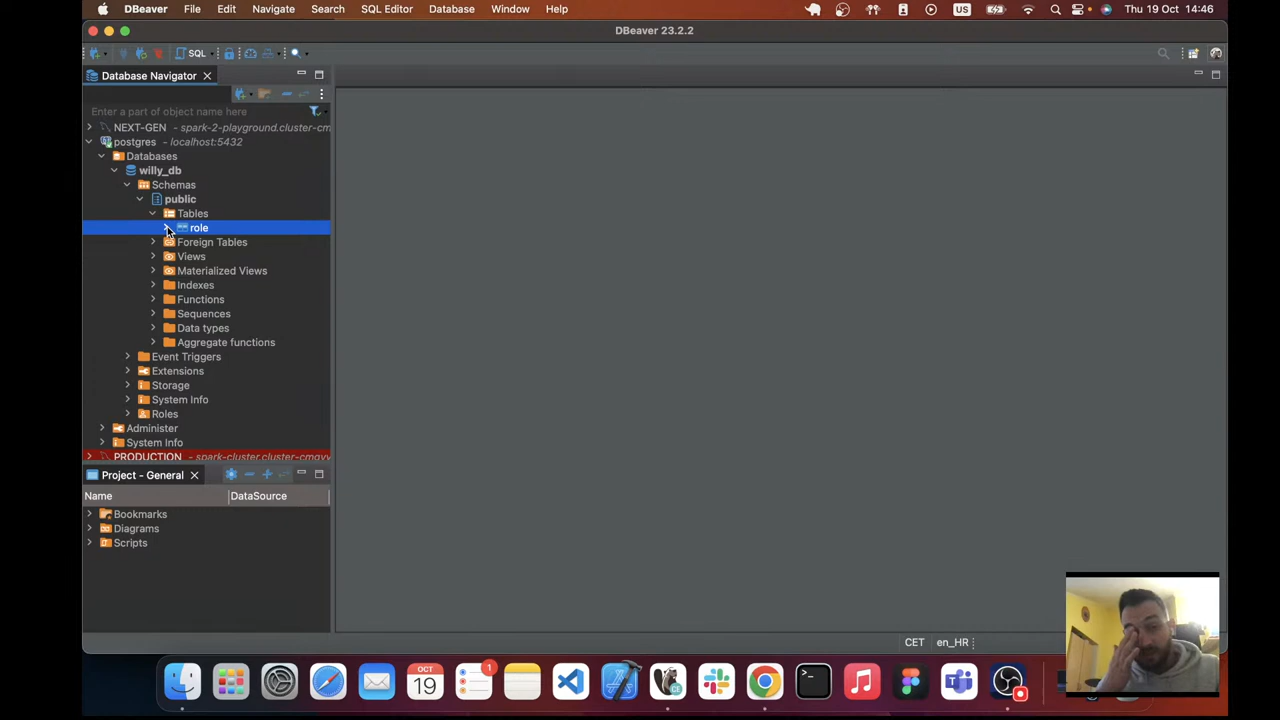 DBeaver File Edit Navigate Search SQL Editor Database Window Help US Thu 19 Oct 14:46
DBeaver 23.2.2
SQL
Database Navigator
Enter a part of object name here
NEXT-GEN - spark-2-playground.cluster-cm
postgres - localhost:5432
Databases
willy_db
Schemas
public
Tables
role
Foreign Tables
Views
Materialized Views
Indexes
Functions
Sequences
Data types
Aggregate functions
Event Triggers
Extensions
Storage
System Info
Roles
Administer
System Info
PRODUCTION - spark-cluster.cluster-cmqvv
Project - General
Name DataSource
Bookmarks
Diagrams
Scripts
CET en_HR
OCT
19
1